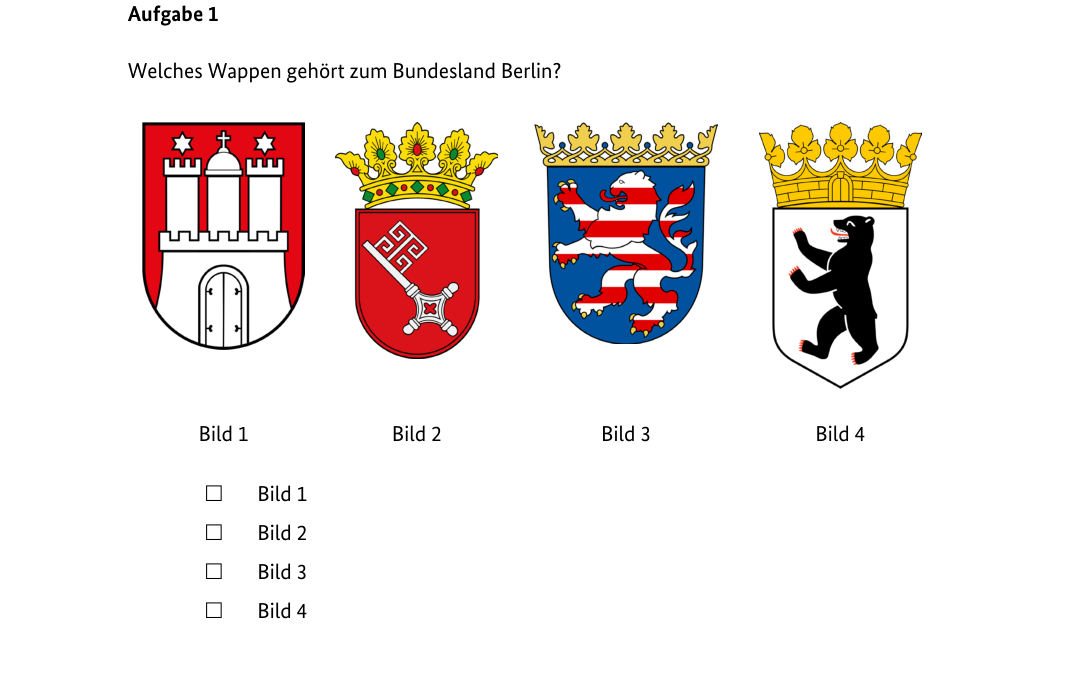 Aufgabe 1
Welches Wappen gehört zum Bundesland Berlin?
Bild 1 Bild 2 Bild 3 Bild 4
☐ Bild 1
☐ Bild 2
☐ Bild 3
☐ Bild 4